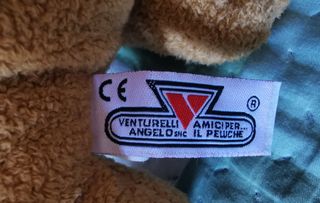 CE
®
VENTURELLI AMICI PER...
ANGELO snc IL PELUCHE